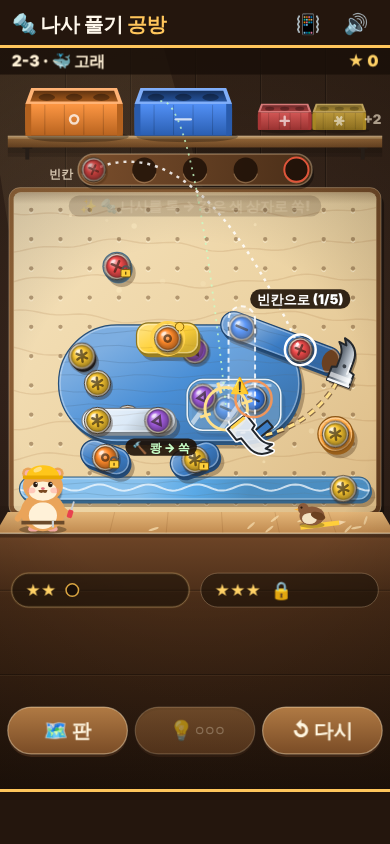 나사 풀기 공방
2-3 · 고래
★ 0
+2
빈칸
빈칸으로 (1/5)
쾅 → 쏙
★★
★★★
판
다시